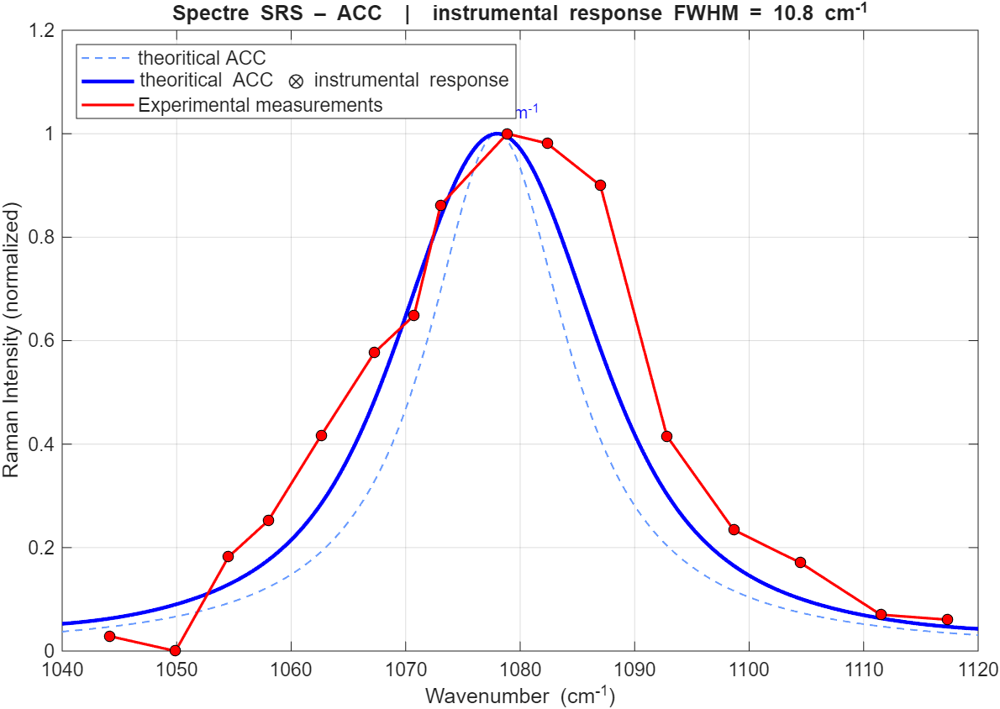 Spectre SRS – ACC | instrumental response FWHM = 10.8 cm⁻¹
1.2
theoritical ACC
theoritical ACC ⊗ instrumental response
Experimental measurements
m⁻¹
1
0.8
0.6
0.4
0.2
0
Raman Intensity (normalized)
1040 1050 1060 1070 1080 1090 1100 1110 1120
Wavenumber (cm⁻¹)